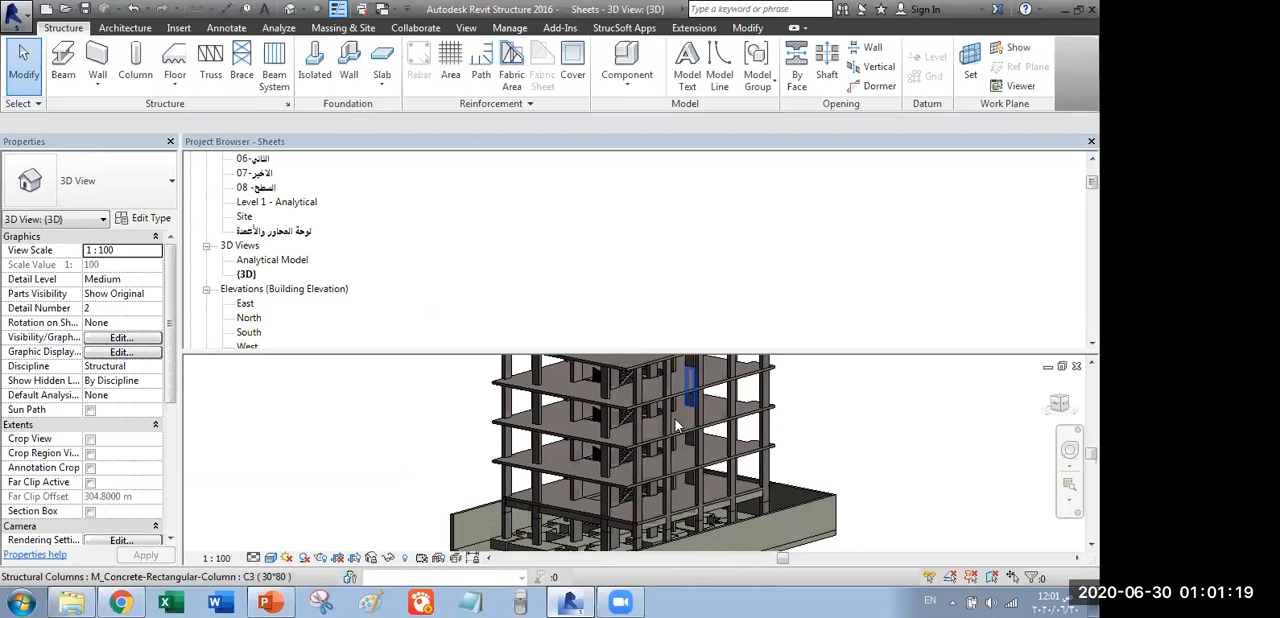 Autodesk Revit Structure 2016 - Sheets - 3D View: {3D}
Type a keyword or phrase
Sign In
Structure Architecture Insert Annotate Analyze Massing & Site Collaborate View Manage Add-Ins StrucSoft Apps Extensions Modify
Modify Beam Wall Column Floor Truss Brace Beam System Isolated Wall Slab Rebar Area Path Fabric Area Fabric Sheet Cover Component Model Text Model Line Model Group By Face Shaft Wall Vertical Dormer Level Grid Set Show Ref Plane Viewer
Select Structure Foundation Reinforcement Model Opening Datum Work Plane
Properties
3D View
3D View: {3D} Edit Type
Graphics
View Scale 1 : 100
Scale Value 1: 100
Detail Level Medium
Parts Visibility Show Original
Detail Number 2
Rotation on Sh... None
Visibility/Graph... Edit...
Graphic Display... Edit...
Discipline Structural
Show Hidden L... By Discipline
Default Analysi... None
Sun Path
Extents
Crop View
Crop Region Vi...
Annotation Crop
Far Clip Active
Far Clip Offset 304.8000 m
Section Box
Camera
Rendering Setti... Edit...
Properties help Apply
Project Browser - Sheets
06-الثاني
07-الأخير
08 -السطح
Level 1 - Analytical
Site
لوحة المحاور والأعمدة
3D Views
Analytical Model
{3D}
Elevations (Building Elevation)
East
North
South
West
1 : 100
Structural Columns : M_Concrete-Rectangular-Column : C3 (30*80 )
:0
:0
EN
12:01 ص
٢٠٢٠/٠٦/٣٠
2020-06-30 01:01:19